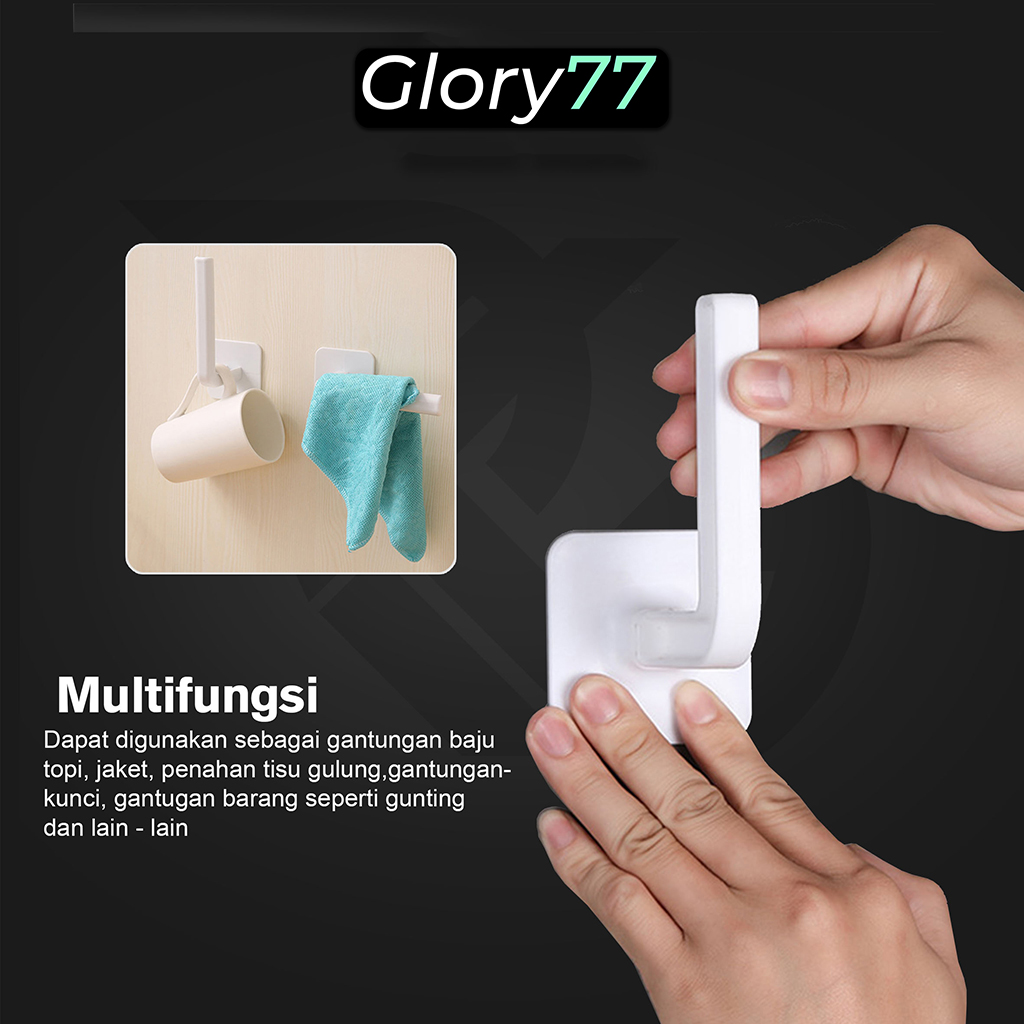 Glory77
Multifungsi
Dapat digunakan sebagai gantungan baju
topi, jaket, penahan tisu gulung,gantungan-
kunci, gantugan barang seperti gunting
dan lain - lain